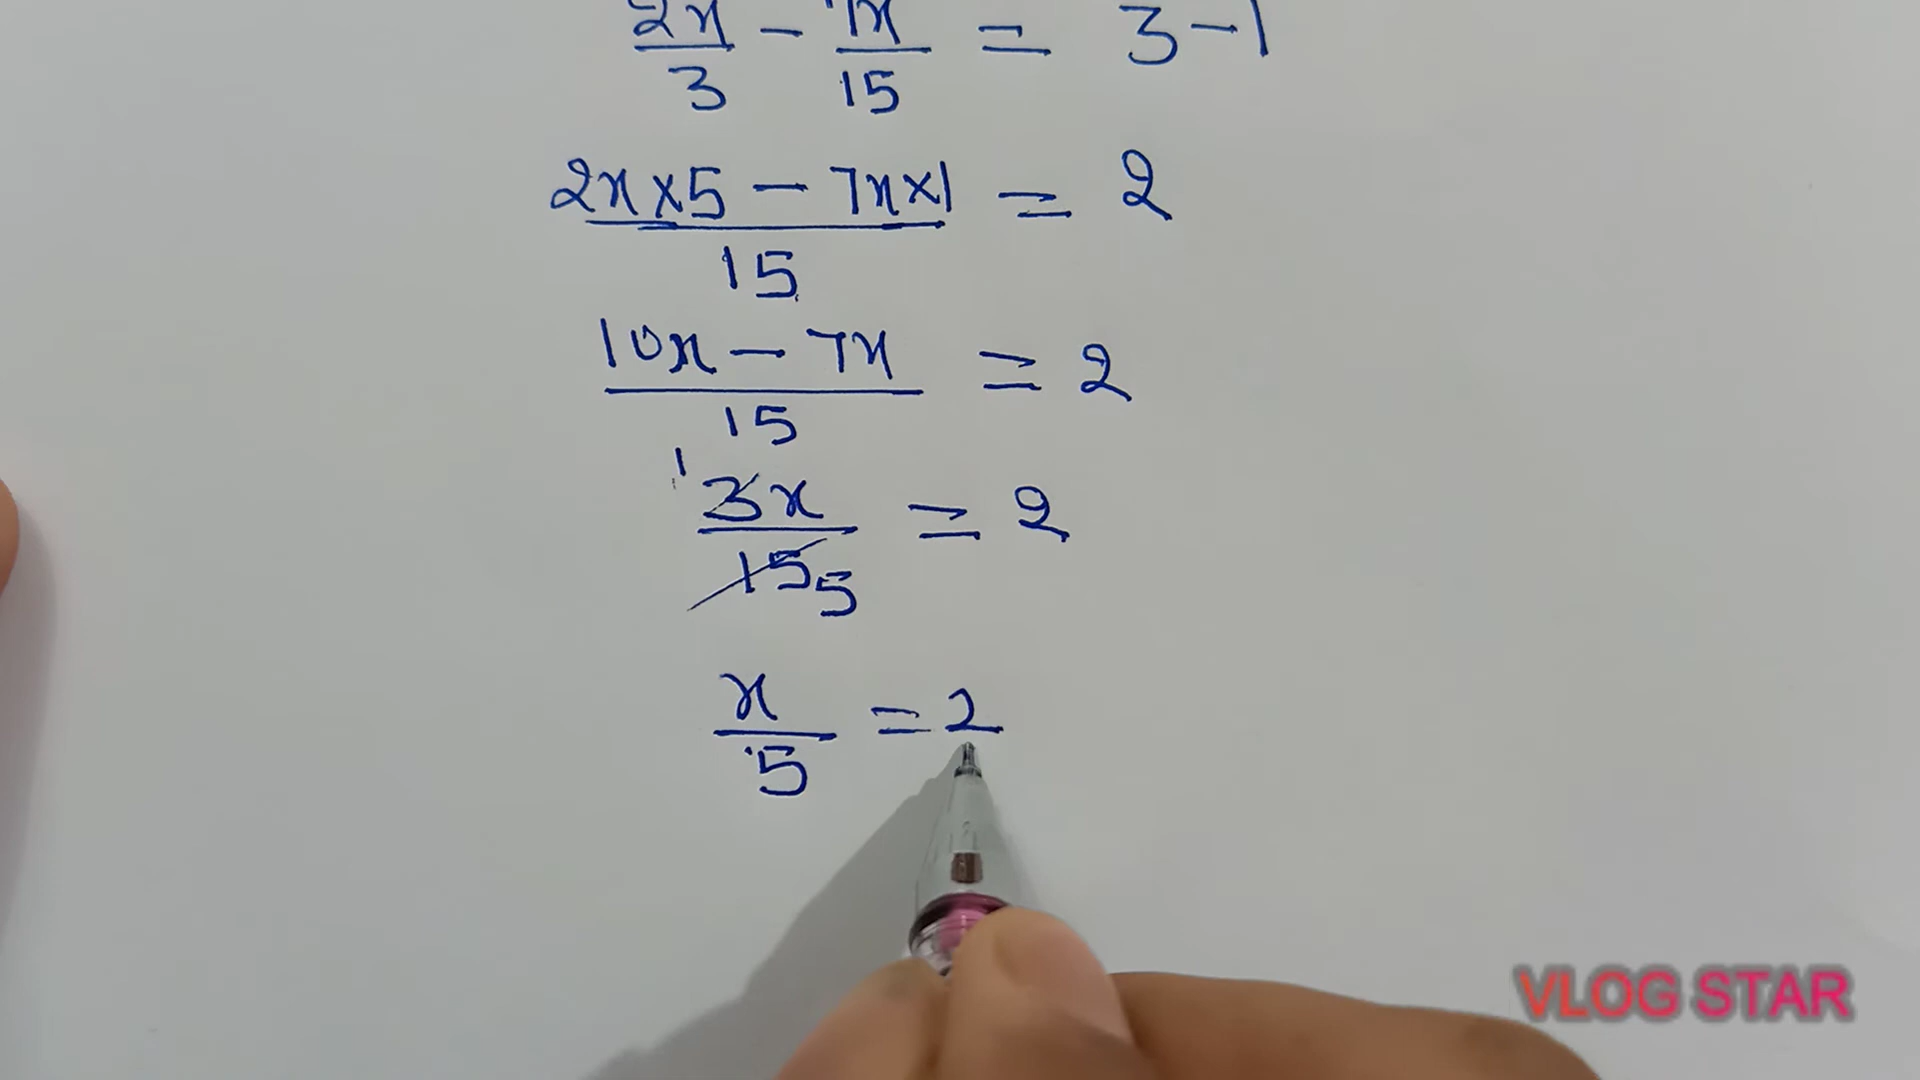 2x/3 - 7x/15 = 3-1
2x×5 - 7x×1 / 15 = 2
10x - 7x / 15 = 2
1
3x/15 = 2
5
x/5 = 2
VLOG STAR